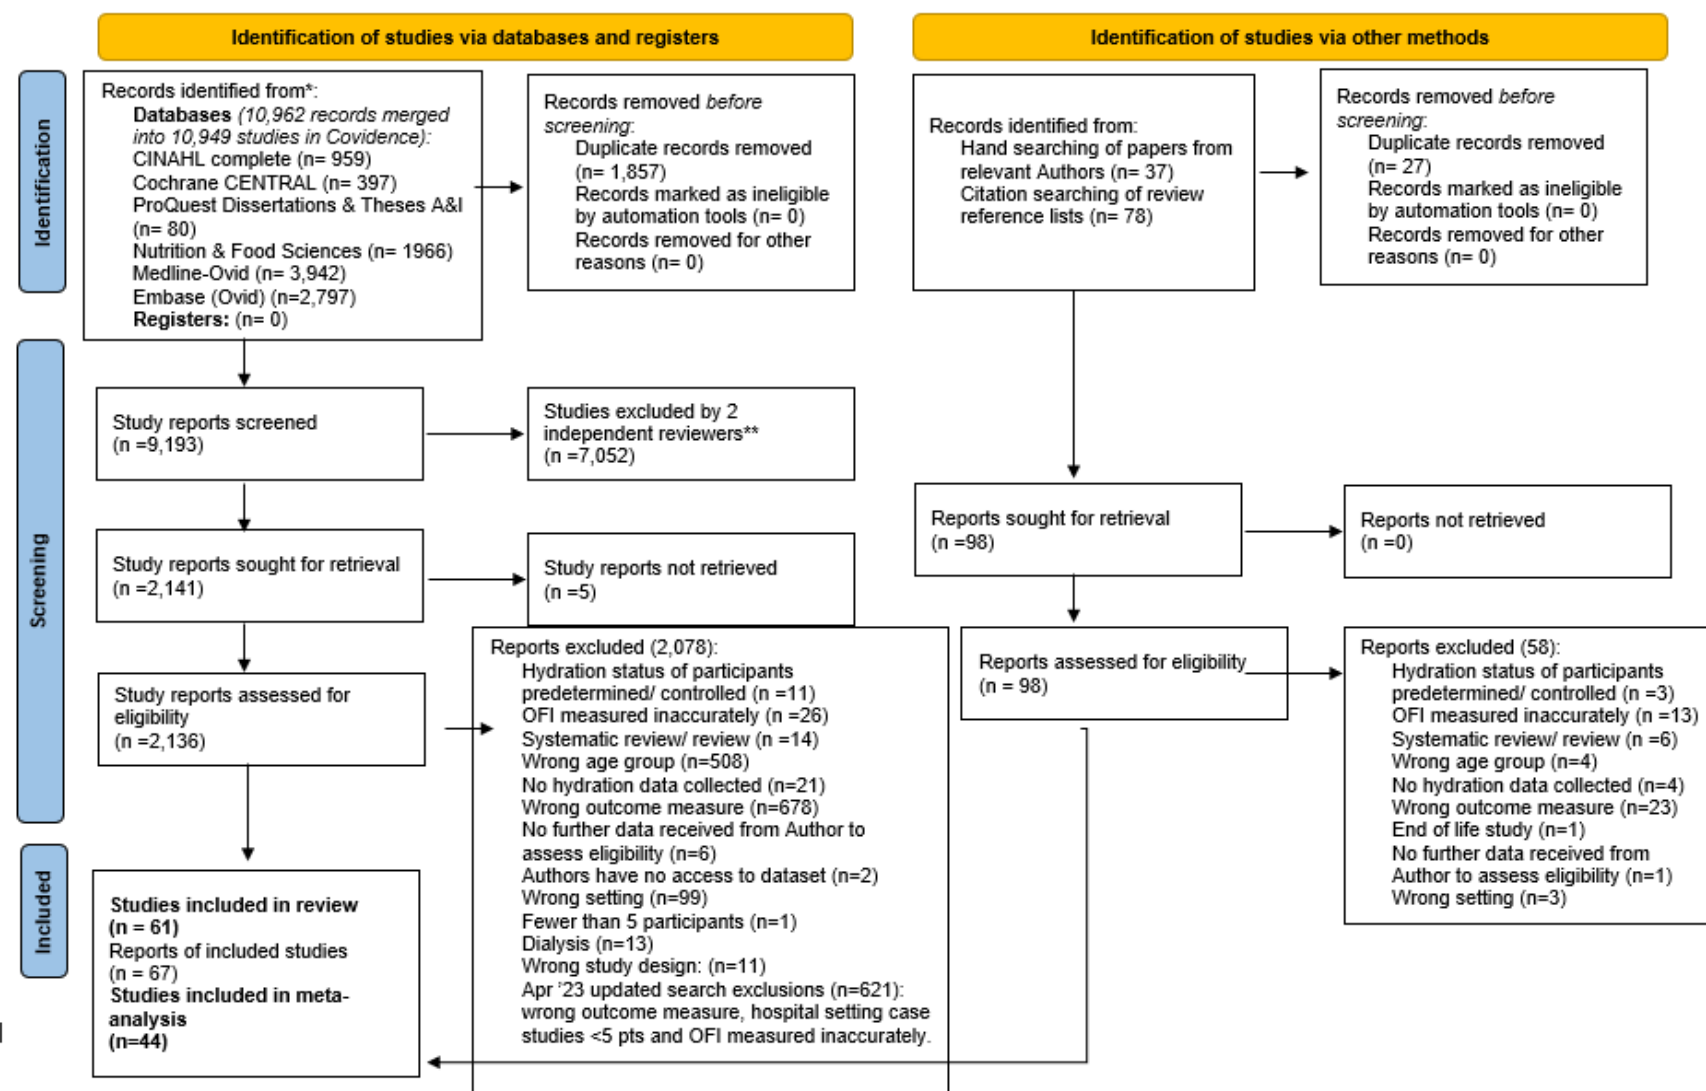 Identification of studies via databases and registers
Identification of studies via other methods
Identification
Records identified from*:
Databases (10,962 records merged
into 10,949 studies in Covidence):
CINAHL complete (n= 959)
Cochrane CENTRAL (n= 397)
ProQuest Dissertations & Theses A&I
(n= 80)
Nutrition & Food Sciences (n= 1966)
Medline-Ovid (n= 3,942)
Embase (Ovid) (n=2,797)
Registers: (n= 0)
Records removed before
screening:
Duplicate records removed
(n= 1,857)
Records marked as ineligible
by automation tools (n= 0)
Records removed for other
reasons (n= 0)
Records identified from:
Hand searching of papers from
relevant Authors (n= 37)
Citation searching of review
reference lists (n= 78)
Records removed before
screening:
Duplicate records removed
(n= 27)
Records marked as ineligible
by automation tools (n= 0)
Records removed for other
reasons (n= 0)
Screening
Study reports screened
(n =9,193)
Studies excluded by 2
independent reviewers**
(n =7,052)
Study reports sought for retrieval
(n =2,141)
Study reports not retrieved
(n =5)
Reports sought for retrieval
(n =98)
Reports not retrieved
(n =0)
Study reports assessed for
eligibility
(n =2,136)
Reports excluded (2,078):
Hydration status of participants
predetermined/ controlled (n =11)
OFI measured inaccurately (n =26)
Systematic review/ review (n =14)
Wrong age group (n=508)
No hydration data collected (n=21)
Wrong outcome measure (n=678)
No further data received from Author to
assess eligibility (n=6)
Authors have no access to dataset (n=2)
Wrong setting (n=99)
Fewer than 5 participants (n=1)
Dialysis (n=13)
Wrong study design: (n=11)
Apr '23 updated search exclusions (n=621):
wrong outcome measure, hospital setting case
studies <5 pts and OFI measured inaccurately.
Reports assessed for eligibility
(n = 98)
Reports excluded (58):
Hydration status of participants
predetermined/ controlled (n =3)
OFI measured inaccurately (n =13)
Systematic review/ review (n =6)
Wrong age group (n=4)
No hydration data collected (n=4)
Wrong outcome measure (n=23)
End of life study (n=1)
No further data received from
Author to assess eligibility (n=1)
Wrong setting (n=3)
Included
Studies included in review
(n = 61)
Reports of included studies
(n = 67)
Studies included in meta-
analysis
(n=44)